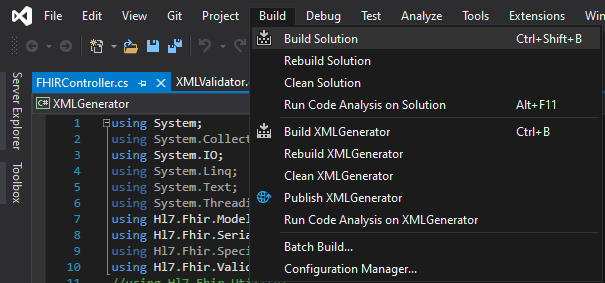 File Edit View Git Project Build Debug Test Analyze Tools Extensions Win
Build Solution Ctrl+Shift+B
Rebuild Solution
Clean Solution
Run Code Analysis on Solution Alt+F11
Build XMLGenerator Ctrl+B
Rebuild XMLGenerator
Clean XMLGenerator
Publish XMLGenerator
Run Code Analysis on XMLGenerator
Batch Build...
Configuration Manager...
Server Explorer
Toolbox
FHIRController.cs XMLValidator.
C# XMLGenerator
1 using System;
2 using System.Collect
3 using System.IO;
4 using System.Linq;
5 using System.Text;
6 using System.Threadi
7 using Hl7.Fhir.Model
8 using Hl7.Fhir.Seria
9 using Hl7.Fhir.Speci
10 using Hl7.Fhir.Valid
11